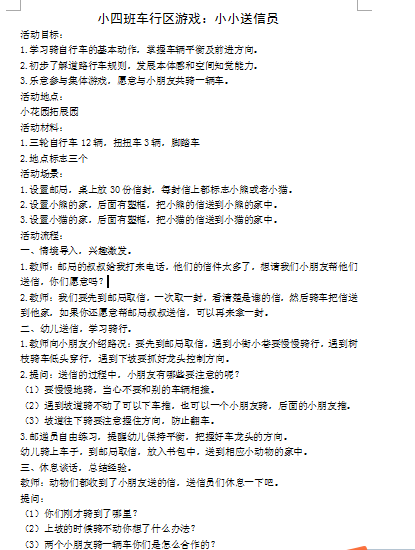 小四班车行区游戏：小小送信员
活动目标：
1.学习骑自行车的基本动作，掌握车辆平衡及前进方向。
2.初步了解道路行车规则，发展本体感和空间知觉能力。
3.乐意参与集体游戏，愿意与小朋友共骑一辆车。
活动地点：
小花园拓展园
活动材料：
1.三轮自行车 12 辆，扭扭车 3 辆，脚踏车
2.地点标志三个
活动场景：
1.设置邮局，桌上放 30 份信封，每封信上都标志小熊或老小猫。
2.设置小熊的家，后面有塑框，把小熊的信送到小熊的家中。
3.设置小猫的家，后面有塑框，把小猫的信送到小猫的家中。
活动流程：
一、情境导入，兴趣激发。
1.教师：邮局的叔叔给我打来电话，他们的信件太多了，想请我们小朋友帮他们
送信，你们愿意吗？
2.教师：我们要先到邮局取信，一次取一封，看清楚是谁的信，然后骑车把信送
到他家，如果你还愿意帮邮局叔叔送信，可以再来拿一封。
二、幼儿送信，学习骑行。
1.教师向小朋友介绍路况：要先到邮局取信，遇到小街小巷要慢慢骑行，遇到树
枝骑车低头穿行，遇到下坡要抓好龙头控制方向。
2.提问：送信的过程中，小朋友有哪些要注意的呢？
（1）要慢慢地骑，当心不要和别的车辆相撞。
（2）遇到坡道骑不动了可以下车推，也可以一个小朋友骑，后面的小朋友推。
（3）坡道往下骑要注意握住方向，防止翻车。
3.邮递员自由练习，提醒幼儿保持平衡，把握好车龙头的方向。
幼儿骑上车子，到邮局取信，放入书包中，送到相应小动物的家中。
三、休息谈话，总结经验。
教师：动物们都收到了小朋友送的信，送信员们休息一下吧。
提问：
（1）你们刚才骑到了哪里？
（2）上坡的时候骑不动你想了什么办法？
（3）两个小朋友骑一辆车你们是怎么合作的？